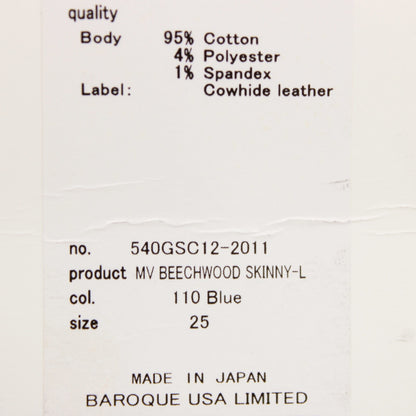 quality
Body 95% Cotton
4% Polyester
1% Spandex
Label: Cowhide leather
no. 540GSC12-2011
product MV BEECHWOOD SKINNY-L
col. 110 Blue
size 25
MADE IN JAPAN
BAROQUE USA LIMITED